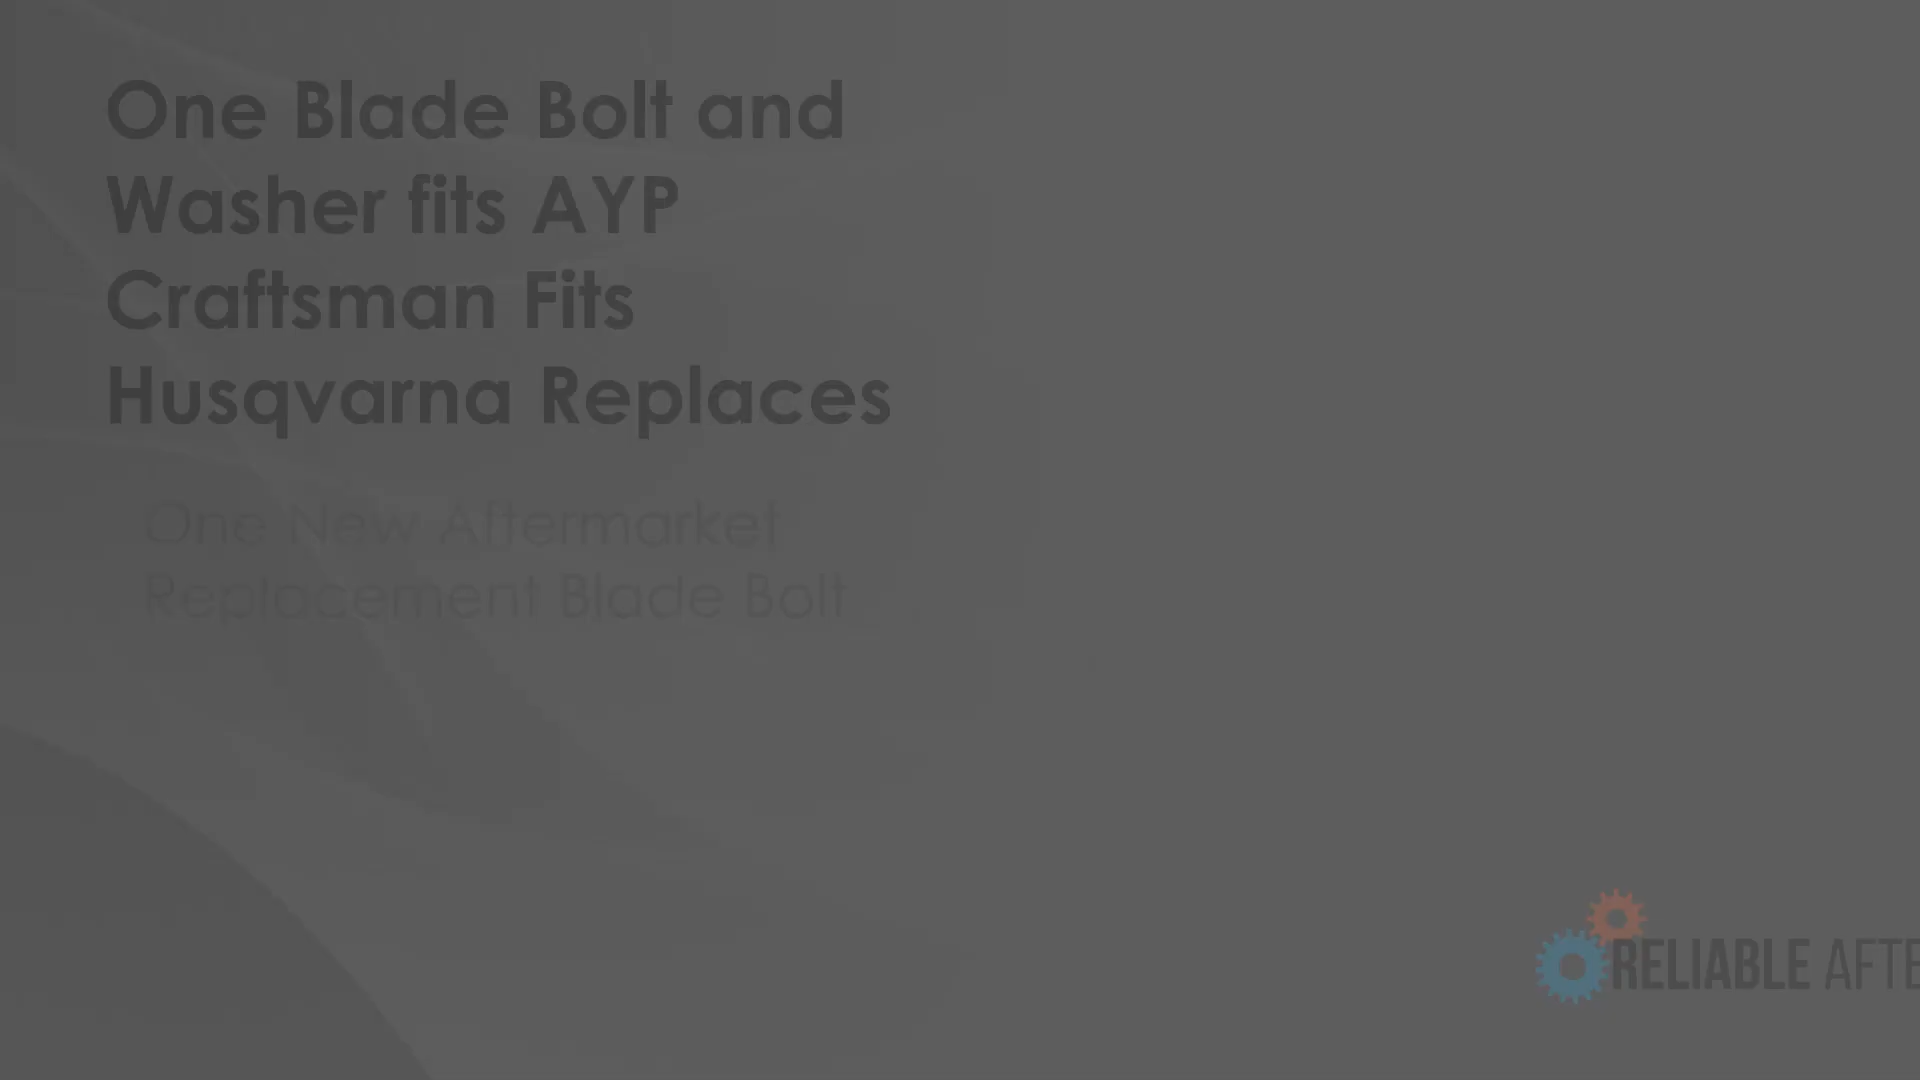 One Blade Bolt and
Washer fits AYP
Craftsman Fits
Husqvarna Replaces
One New Aftermarket
Replacement Blade Bolt
RELIABLE AFTE